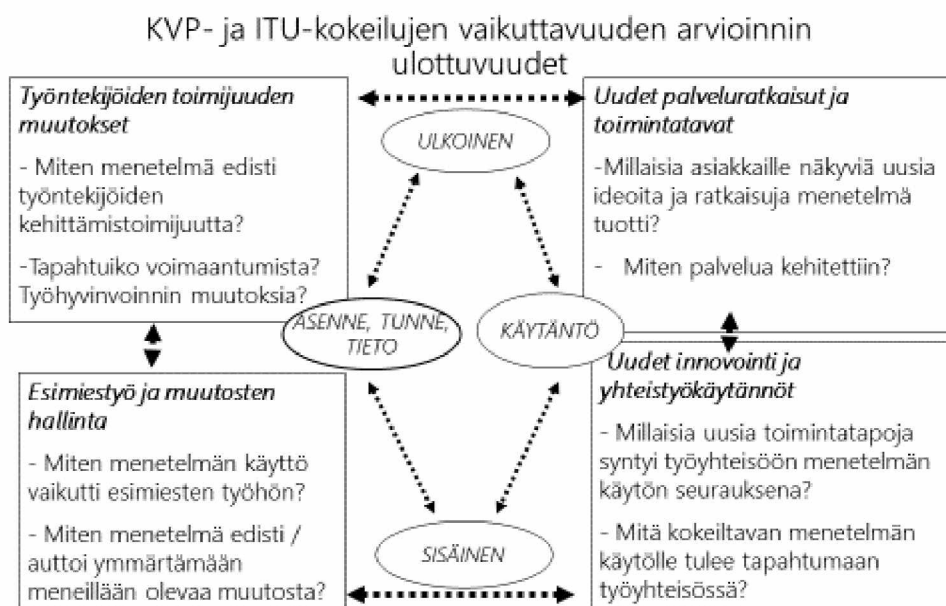 KVP- ja ITU-kokeilujen vaikuttavuuden arvioinnin
ulottuvuudet
Työntekijöiden toimijuuden
muutokset
- Miten menetelmä edisti
työntekijöiden
kehittämistoimijuutta?
-Tapahtuiko voimaantumista?
Työhyvinvoinnin muutoksia?
ULKOINEN
Uudet palveluratkaisut ja
toimintatavat
-Millaisia asiakkaille näkyviä uusia
ideoita ja ratkaisuja menetelmä
tuotti?
- Miten palvelua kehitettiin?
ASENNE, TUNNE,
TIETO
KÄYTÄNTÖ
Esimiestyö ja muutosten
hallinta
- Miten menetelmän käyttö
vaikutti esimiesten työhön?
- Miten menetelmä edisti /
auttoi ymmärtämään
meneillään olevaa muutosta?
SISÄINEN
Uudet innovointi ja
yhteistyökäytännöt
- Millaisia uusia toimintatapoja
syntyi työyhteisöön menetelmän
käytön seurauksena?
- Mitä kokeiltavan menetelmän
käytölle tulee tapahtumaan
työyhteisössä?